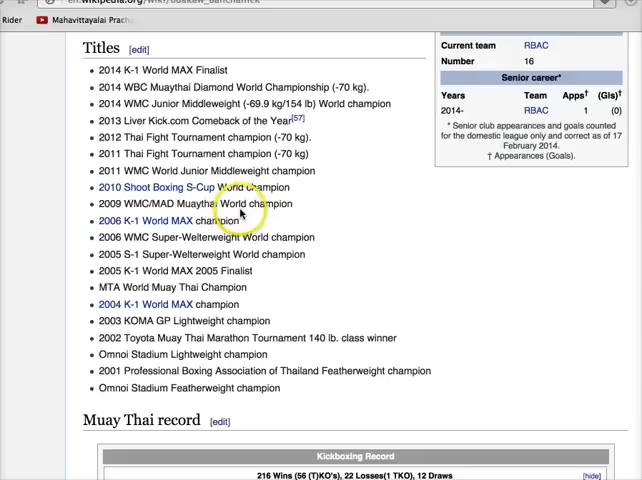 en.wikipedia.org/wiki/Buakaw_Banchamek
Rider
Mahavittayalai Prach
Titles [edit]
2014 K-1 World MAX Finalist
2014 WBC Muaythai Diamond World Championship (-70 kg).
2014 WMC Junior Middleweight (-69.9 kg/154 lb) World champion
2013 Liver Kick.com Comeback of the Year[57]
2012 Thai Fight Tournament champion (-70 kg).
2011 Thai Fight Tournament champion (-70 kg)
2011 WMC World Junior Middleweight champion
2010 Shoot Boxing S-Cup World champion
2009 WMC/MAD Muaythai World champion
2006 K-1 World MAX champion
2006 WMC Super-Welterweight World champion
2005 S-1 Super-Welterweight World champion
2005 K-1 World MAX 2005 Finalist
MTA World Muay Thai Champion
2004 K-1 World MAX champion
2003 KOMA GP Lightweight champion
2002 Toyota Muay Thai Marathon Tournament 140 lb. class winner
Omnoi Stadium Lightweight champion
2001 Professional Boxing Association of Thailand Featherweight champion
Omnoi Stadium Featherweight champion
Current team RBAC
Number 16
Senior career*
Years Team Apps† (Gls)†
2014- RBAC 1 (0)
* Senior club appearances and goals counted
for the domestic league only and correct as of 17
February 2014.
† Appearances (Goals).
Muay Thai record [edit]
Kickboxing Record
216 Wins (56 (T)KO's), 22 Losses(1 TKO), 12 Draws [hide]